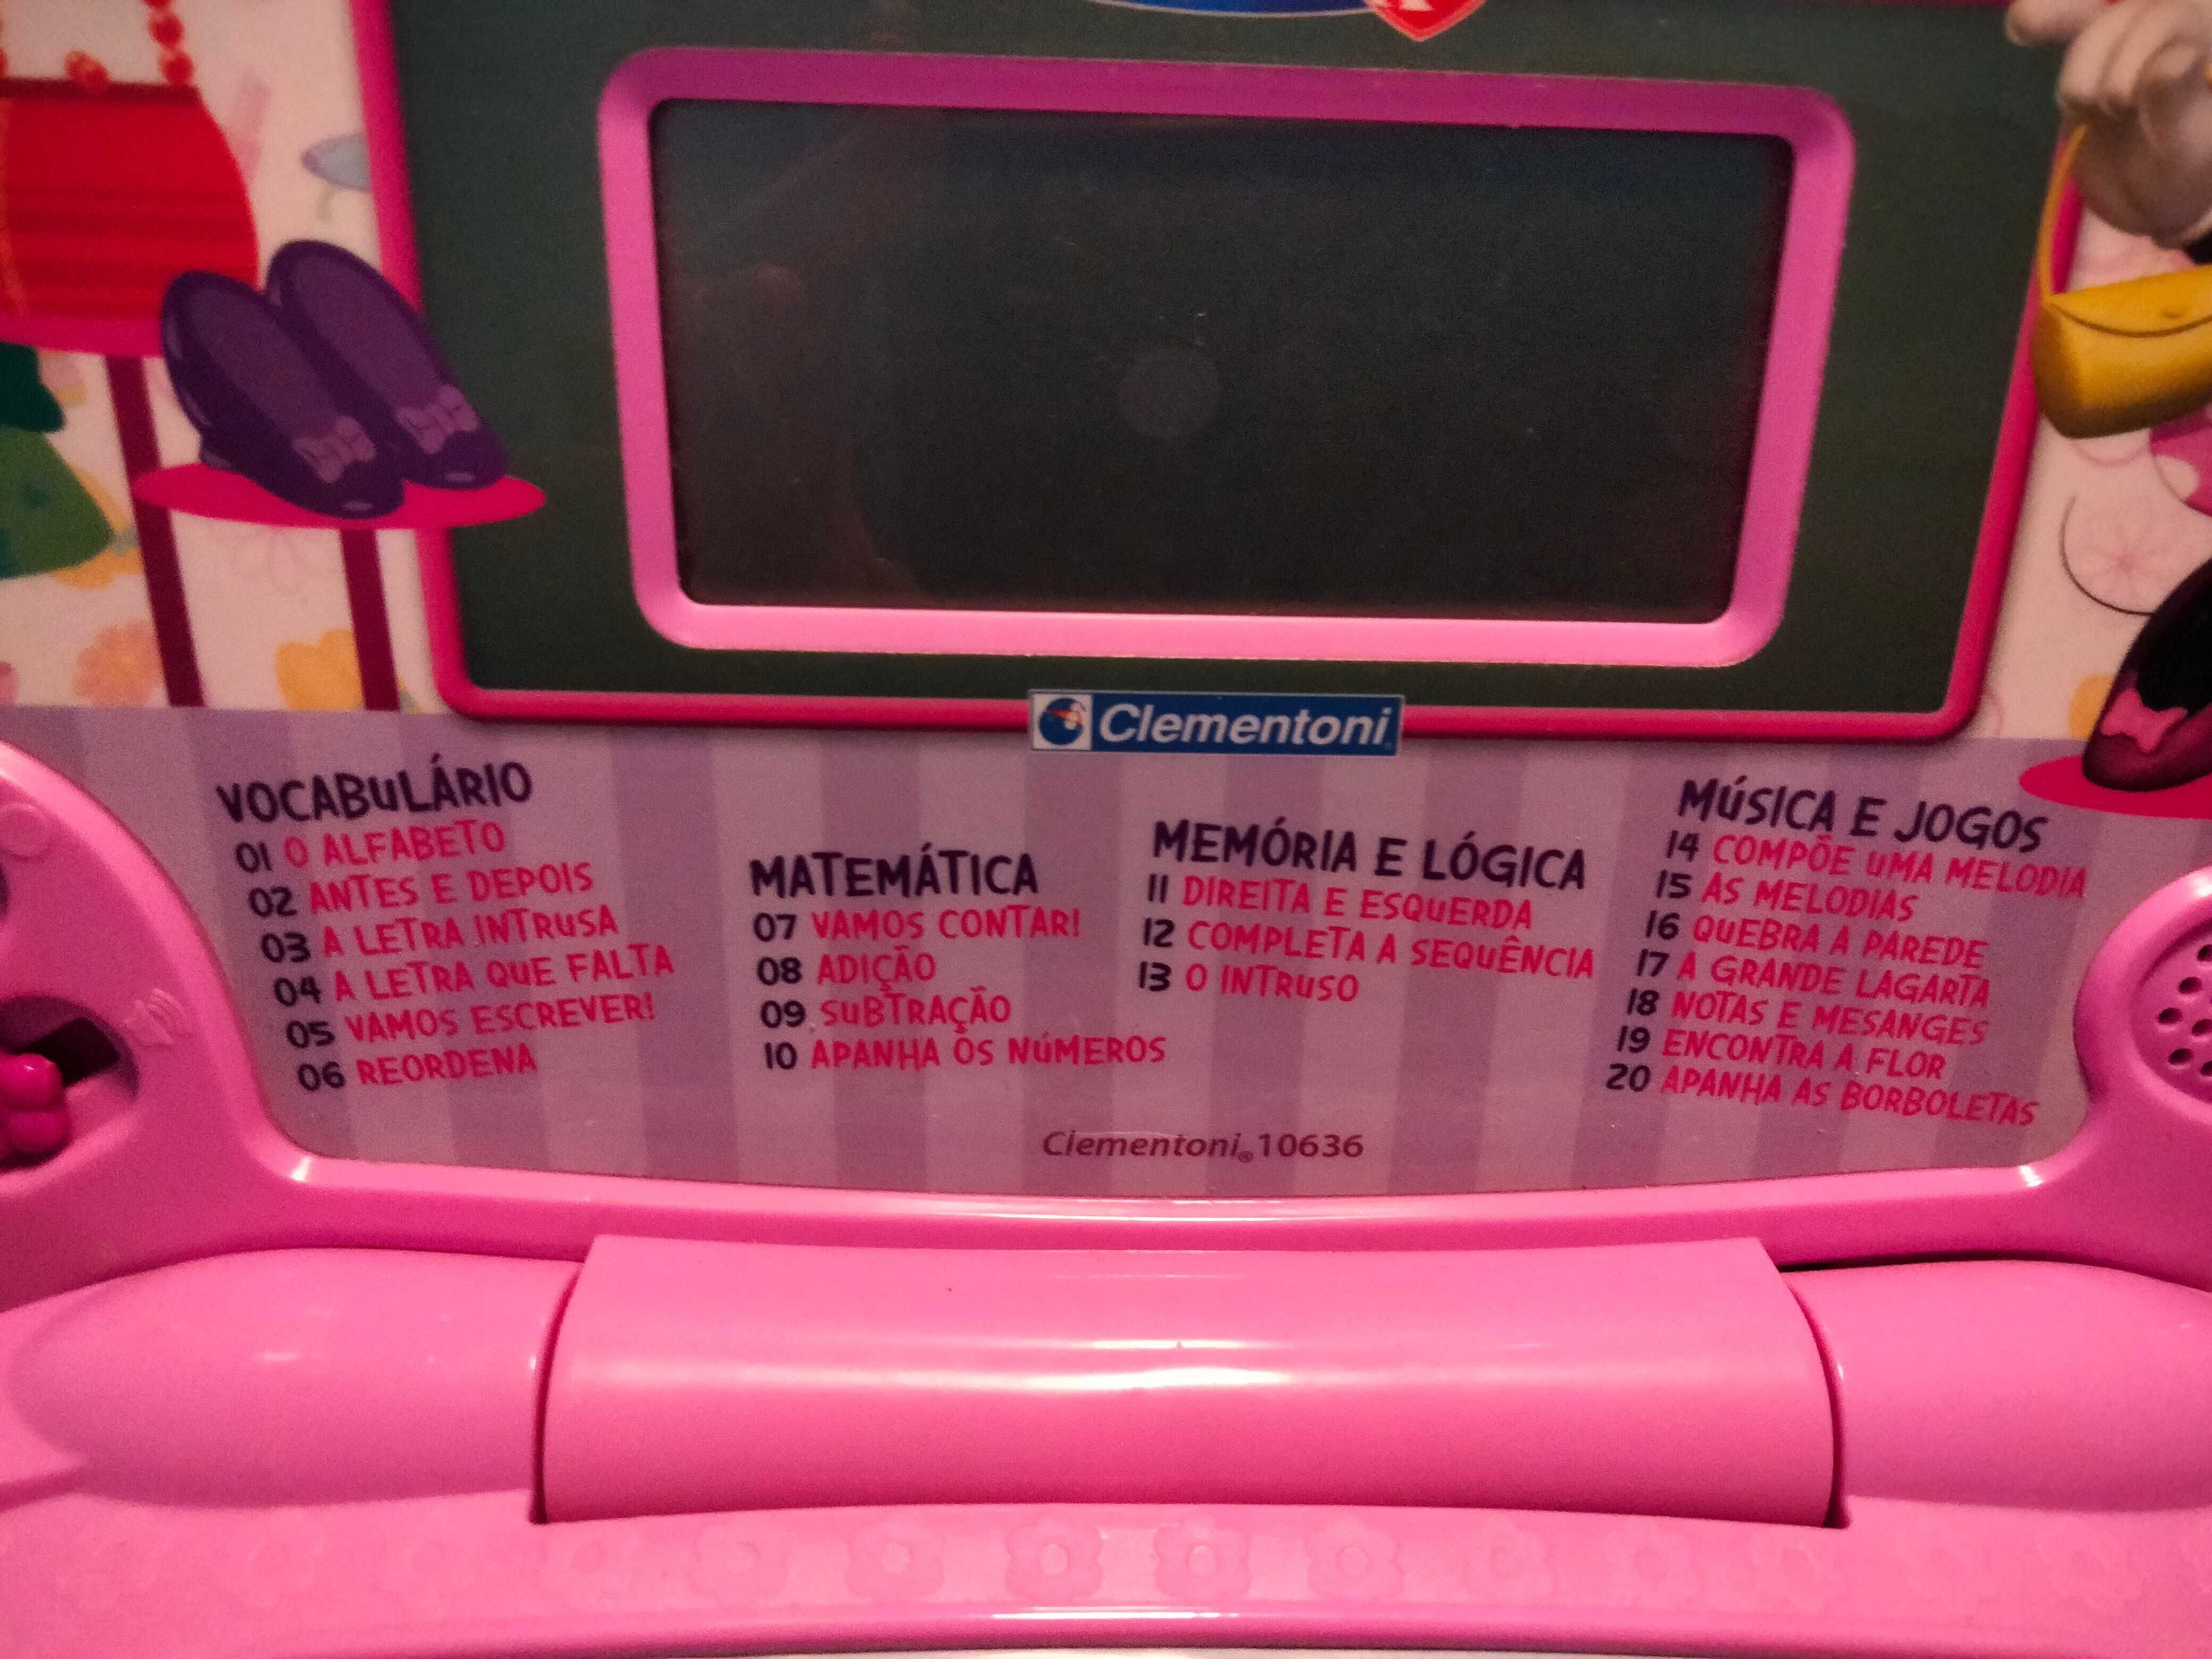 Clementoni
VOCABULÁRIO
01 O ALFABETO
02 ANTES E DEPOIS
03 A LETRA INTRUSA
04 A LETRA QUE FALTA
05 VAMOS ESCREVER!
06 REORDENA
MATEMÁTICA
07 VAMOS CONTAR!
08 ADIÇÃO
09 SUBTRAÇÃO
10 APANHA OS NÚMEROS
MEMÓRIA E LÓGICA
11 DIREITA E ESQUERDA
12 COMPLETA A SEQUÊNCIA
13 O INTRUSO
MÚSICA E JOGOS
14 COMPÕE UMA MELODIA
15 AS MELODIAS
16 QUEBRA A PAREDE
17 A GRANDE LAGARTA
18 NOTAS E MESANGES
19 ENCONTRA A FLOR
20 APANHA AS BORBOLETAS
Clementoni® 10636